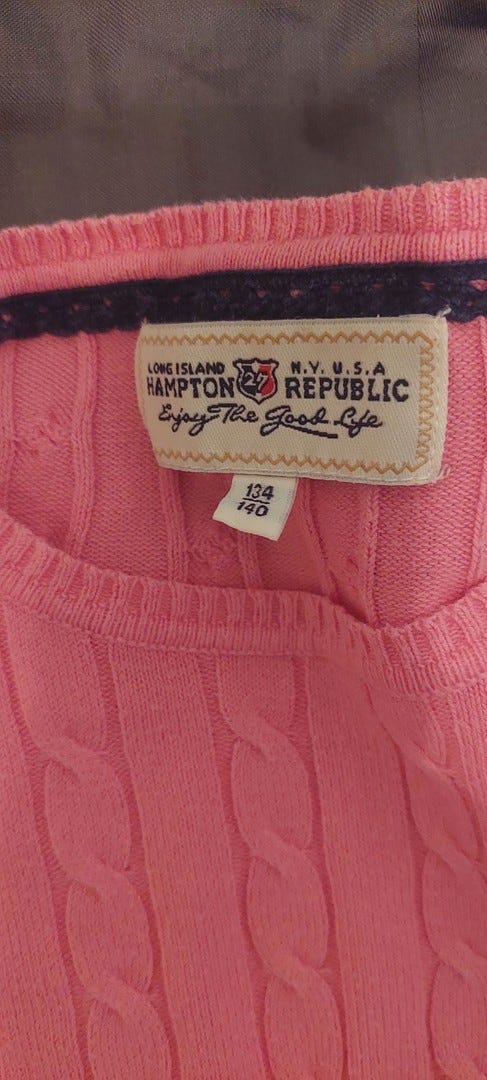 LONG ISLAND N.Y. U.S.A
HAMPTON 27 REPUBLIC
Enjoy The Good Life
134
140